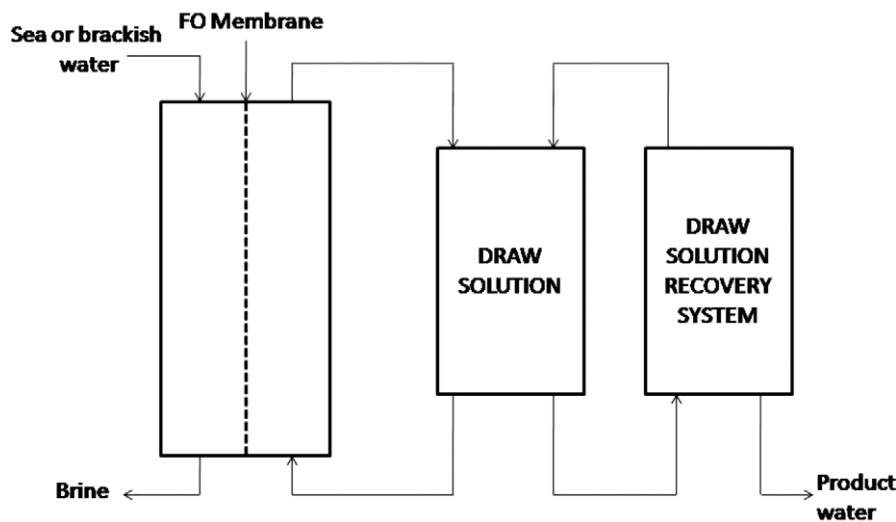 FO Membrane
Sea or brackish
water
DRAW
SOLUTION
DRAW
SOLUTION
RECOVERY
SYSTEM
Brine
Product
water